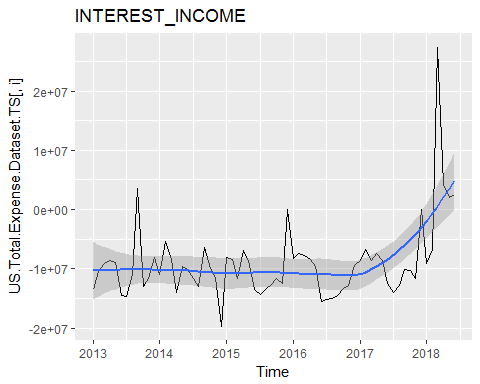 INTEREST_INCOME
US.Total.Expense.Dataset.TS[, i]
2e+07
1e+07
0e+00
-1e+07
-2e+07
2013 2014 2015 2016 2017 2018
Time